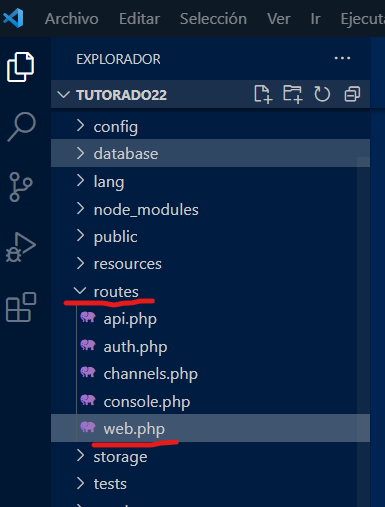 Archivo Editar Selección Ver Ir Ejecuta
EXPLORADOR
TUTORADO22
config
database
lang
node_modules
public
resources
routes
api.php
auth.php
channels.php
console.php
web.php
storage
tests